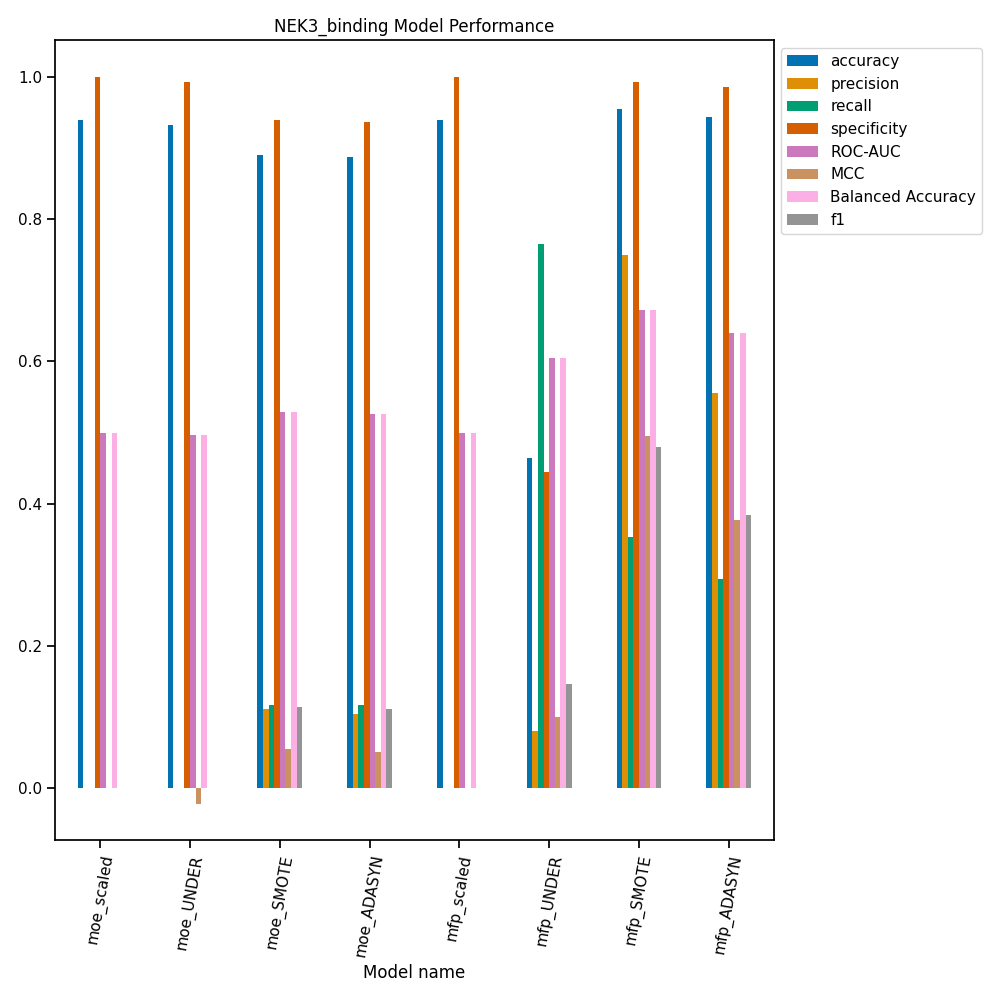 NEK3_binding Model Performance
accuracy
precision
recall
specificity
ROC-AUC
MCC
Balanced Accuracy
f1
1.0
0.8
0.6
0.4
0.2
0.0
moe_scaled
moe_UNDER
moe_SMOTE
moe_ADASYN
mfp_scaled
mfp_UNDER
mfp_SMOTE
mfp_ADASYN
Model name